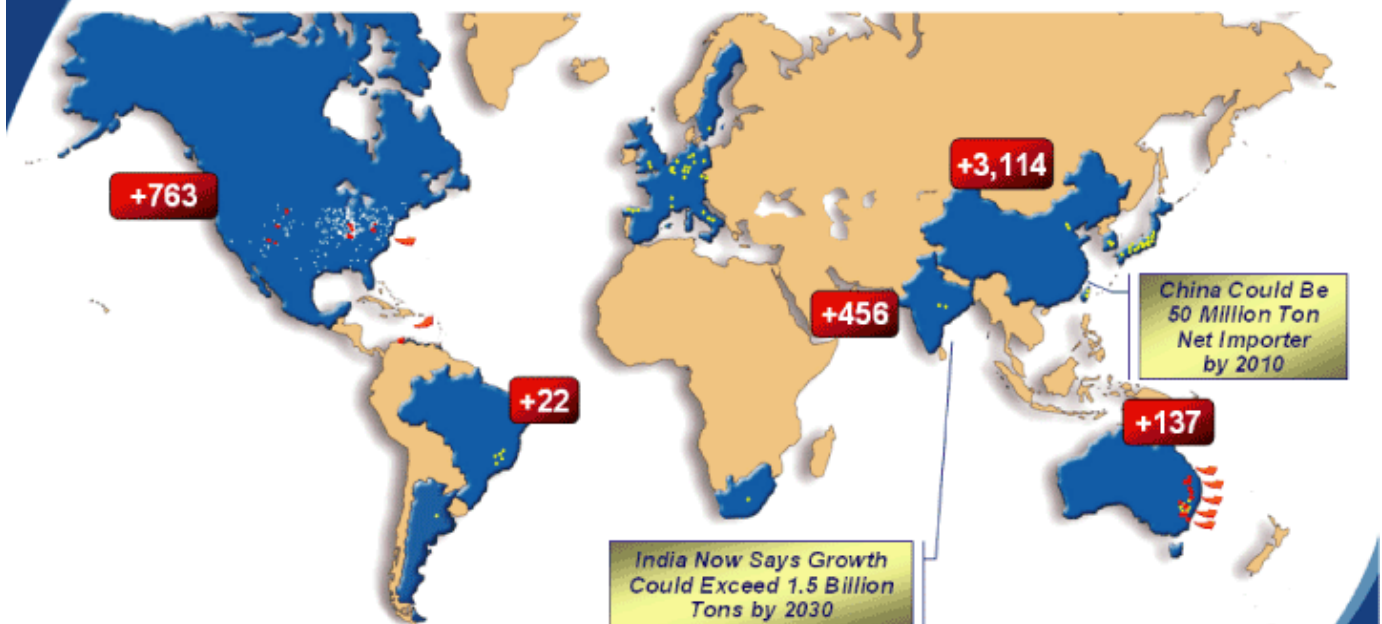 +3,114
+763
+456
China Could Be
50 Million Ton
Net Importer
by 2010
+22
+137
India Now Says Growth
Could Exceed 1.5 Billion
Tons by 2030